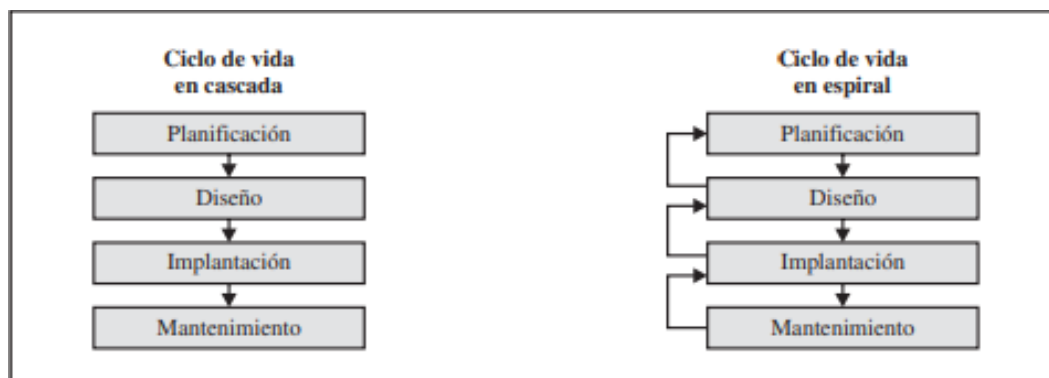 Ciclo de vida
en cascada
Planificación
Diseño
Implantación
Mantenimiento
Ciclo de vida
en espiral
Planificación
Diseño
Implantación
Mantenimiento